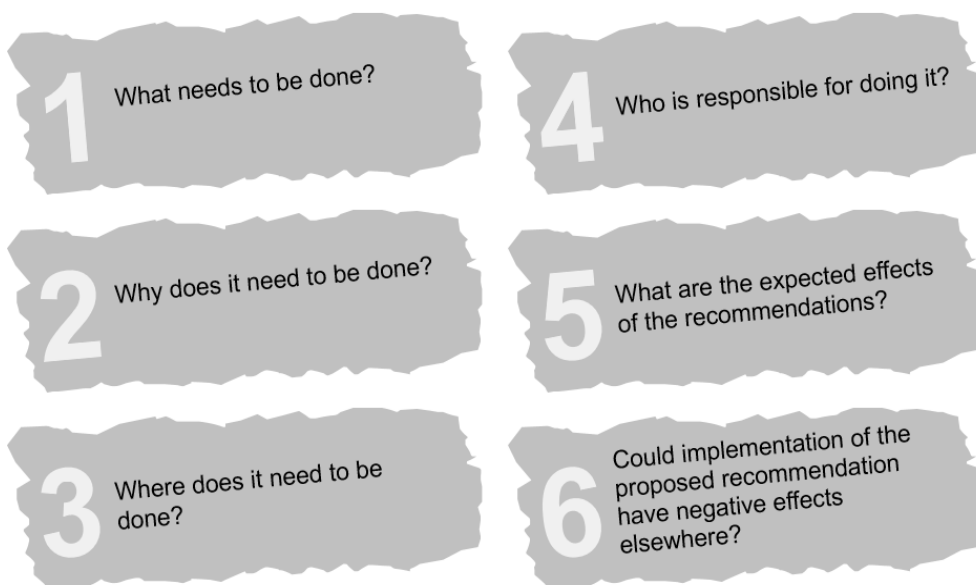 1
What needs to be done?
2
Why does it need to be done?
3
Where does it need to be
done?
4
Who is responsible for doing it?
5
What are the expected effects
of the recommendations?
6
Could implementation of the
proposed recommendation
have negative effects
elsewhere?